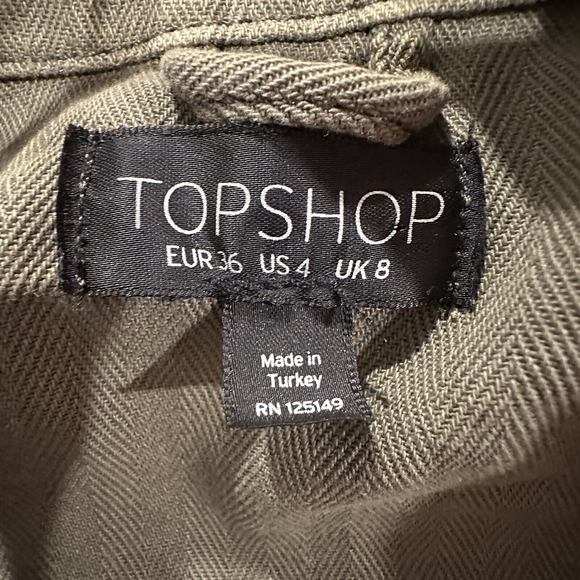 TOPSHOP
EUR 36 US 4 UK 8
Made in
Turkey
RN 125149